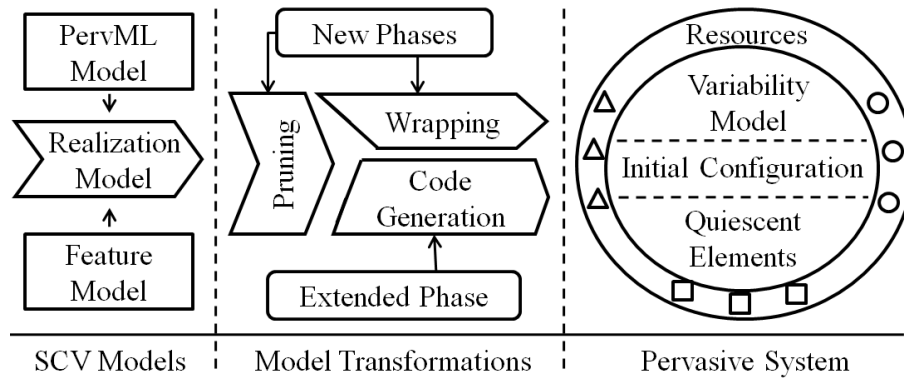 PervML
Model
Realization
Model
Feature
Model
SCV Models
New Phases
Pruning
Wrapping
Code
Generation
Extended Phase
Model Transformations
Resources
Variability
Model
Initial Configuration
Quiescent
Elements
Pervasive System